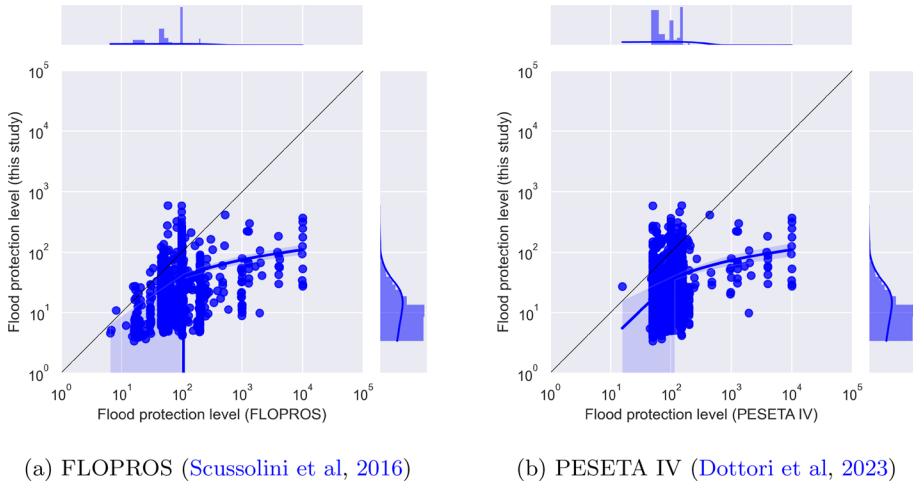 10^5
10^4
10^3
10^2
10^1
10^0
Flood protection level (this study)
10^0 10^1 10^2 10^3 10^4 10^5
Flood protection level (FLOPROS)
10^5
10^4
10^3
10^2
10^1
10^0
Flood protection level (this study)
10^0 10^1 10^2 10^3 10^4 10^5
Flood protection level (PESETA IV)
(a) FLOPROS (Scussolini et al, 2016)
(b) PESETA IV (Dottori et al, 2023)